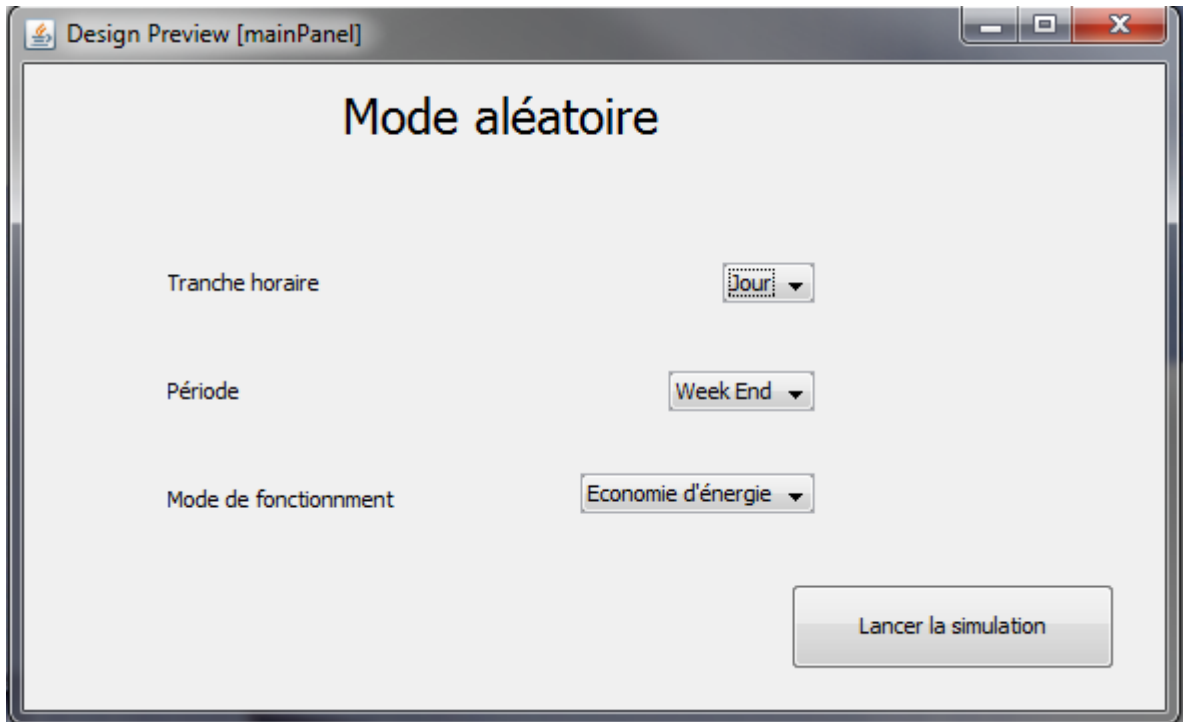 Design Preview [mainPanel]
Mode aléatoire
Tranche horaire Jour
Période Week End
Mode de fonctionnment Economie d'énergie
Lancer la simulation